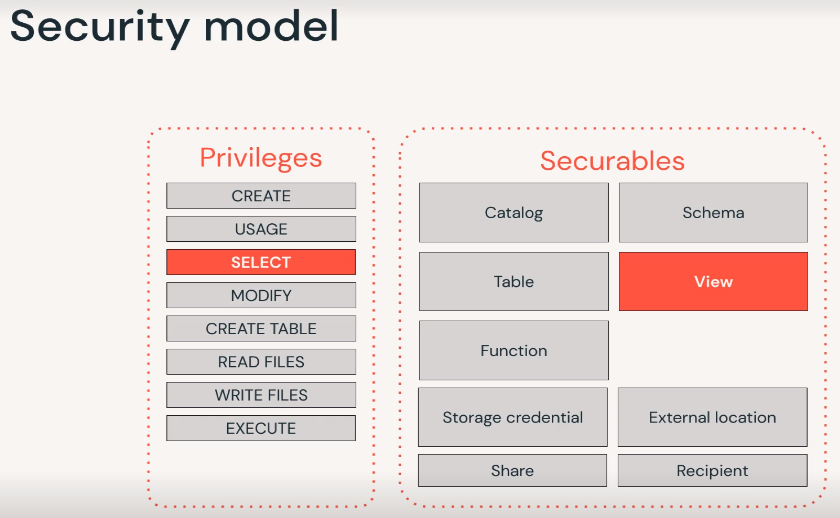 Security model
Privileges
CREATE
USAGE
SELECT
MODIFY
CREATE TABLE
READ FILES
WRITE FILES
EXECUTE
Securables
Catalog
Schema
Table
View
Function
Storage credential
External location
Share
Recipient